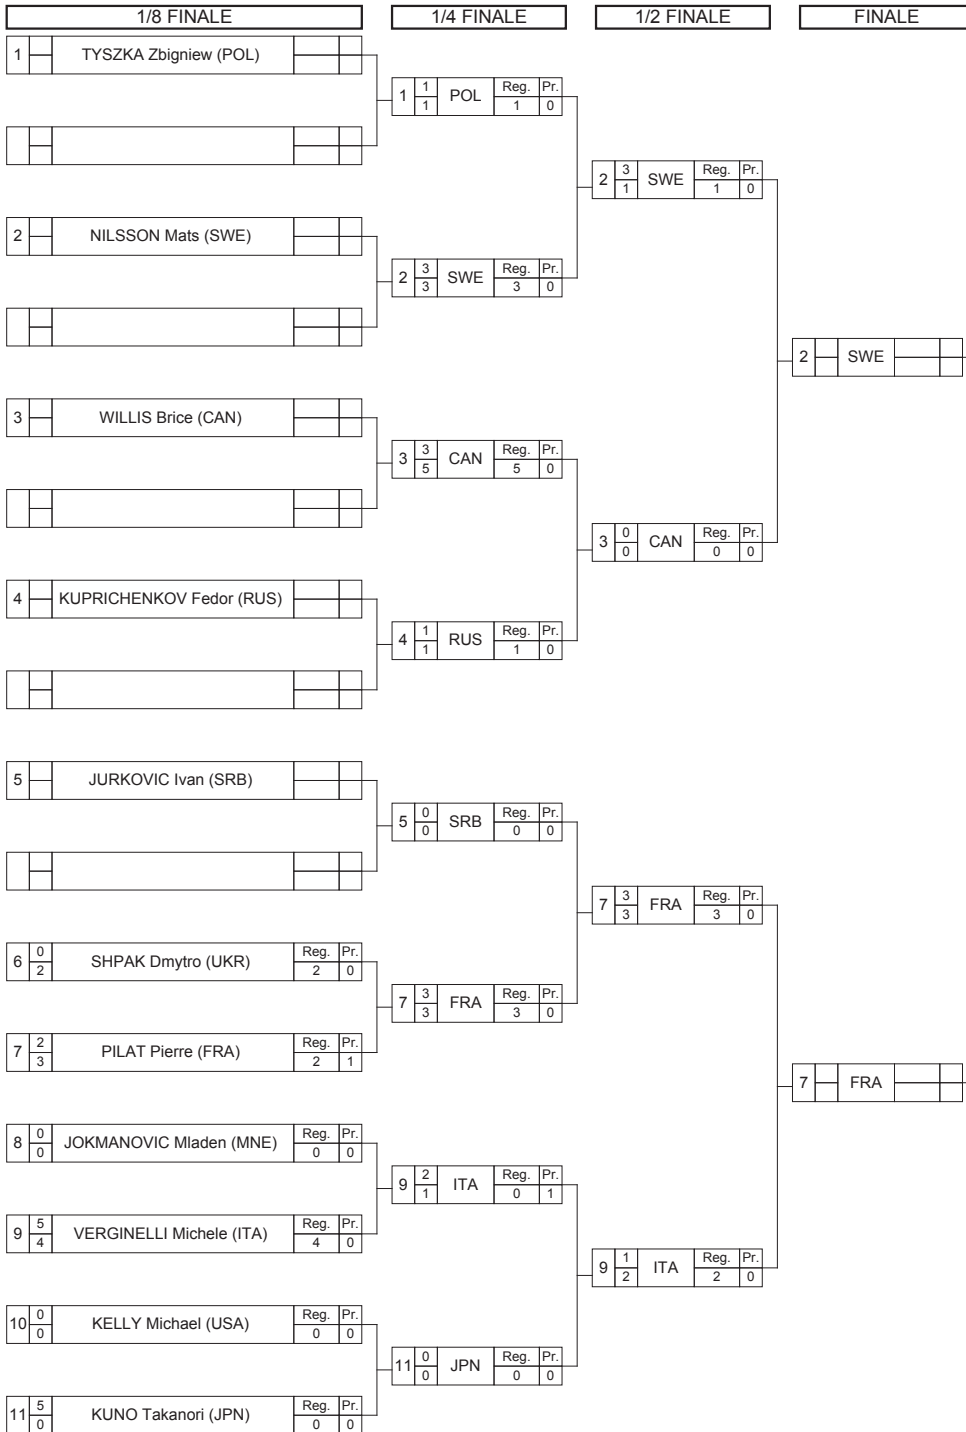 1/8 FINALE 1/4 FINALE 1/2 FINALE FINALE
1 TYSZKA Zbigniew (POL)
1 1 POL Reg. Pr.
1 1 0
2 3 SWE Reg. Pr.
1 1 0
2 NILSSON Mats (SWE)
2 3 SWE Reg. Pr.
3 3 0
2 SWE
3 WILLIS Brice (CAN)
3 3 CAN Reg. Pr.
5 5 0
3 0 CAN Reg. Pr.
0 0 0
4 KUPRICHENKOV Fedor (RUS)
4 1 RUS Reg. Pr.
1 1 0
5 JURKOVIC Ivan (SRB)
5 0 SRB Reg. Pr.
0 0 0
7 3 FRA Reg. Pr.
3 3 0
6 0 SHPAK Dmytro (UKR) Reg. Pr.
2 2 0
7 3 FRA Reg. Pr.
3 3 0
7 2 PILAT Pierre (FRA) Reg. Pr.
3 2 1
7 FRA
8 0 JOKMANOVIC Mladen (MNE) Reg. Pr.
0 0 0
9 2 ITA Reg. Pr.
1 0 1
9 5 VERGINELLI Michele (ITA) Reg. Pr.
4 4 0
9 1 ITA Reg. Pr.
2 2 0
10 0 KELLY Michael (USA) Reg. Pr.
0 0 0
11 0 JPN Reg. Pr.
0 0 0
11 5 KUNO Takanori (JPN) Reg. Pr.
0 0 0